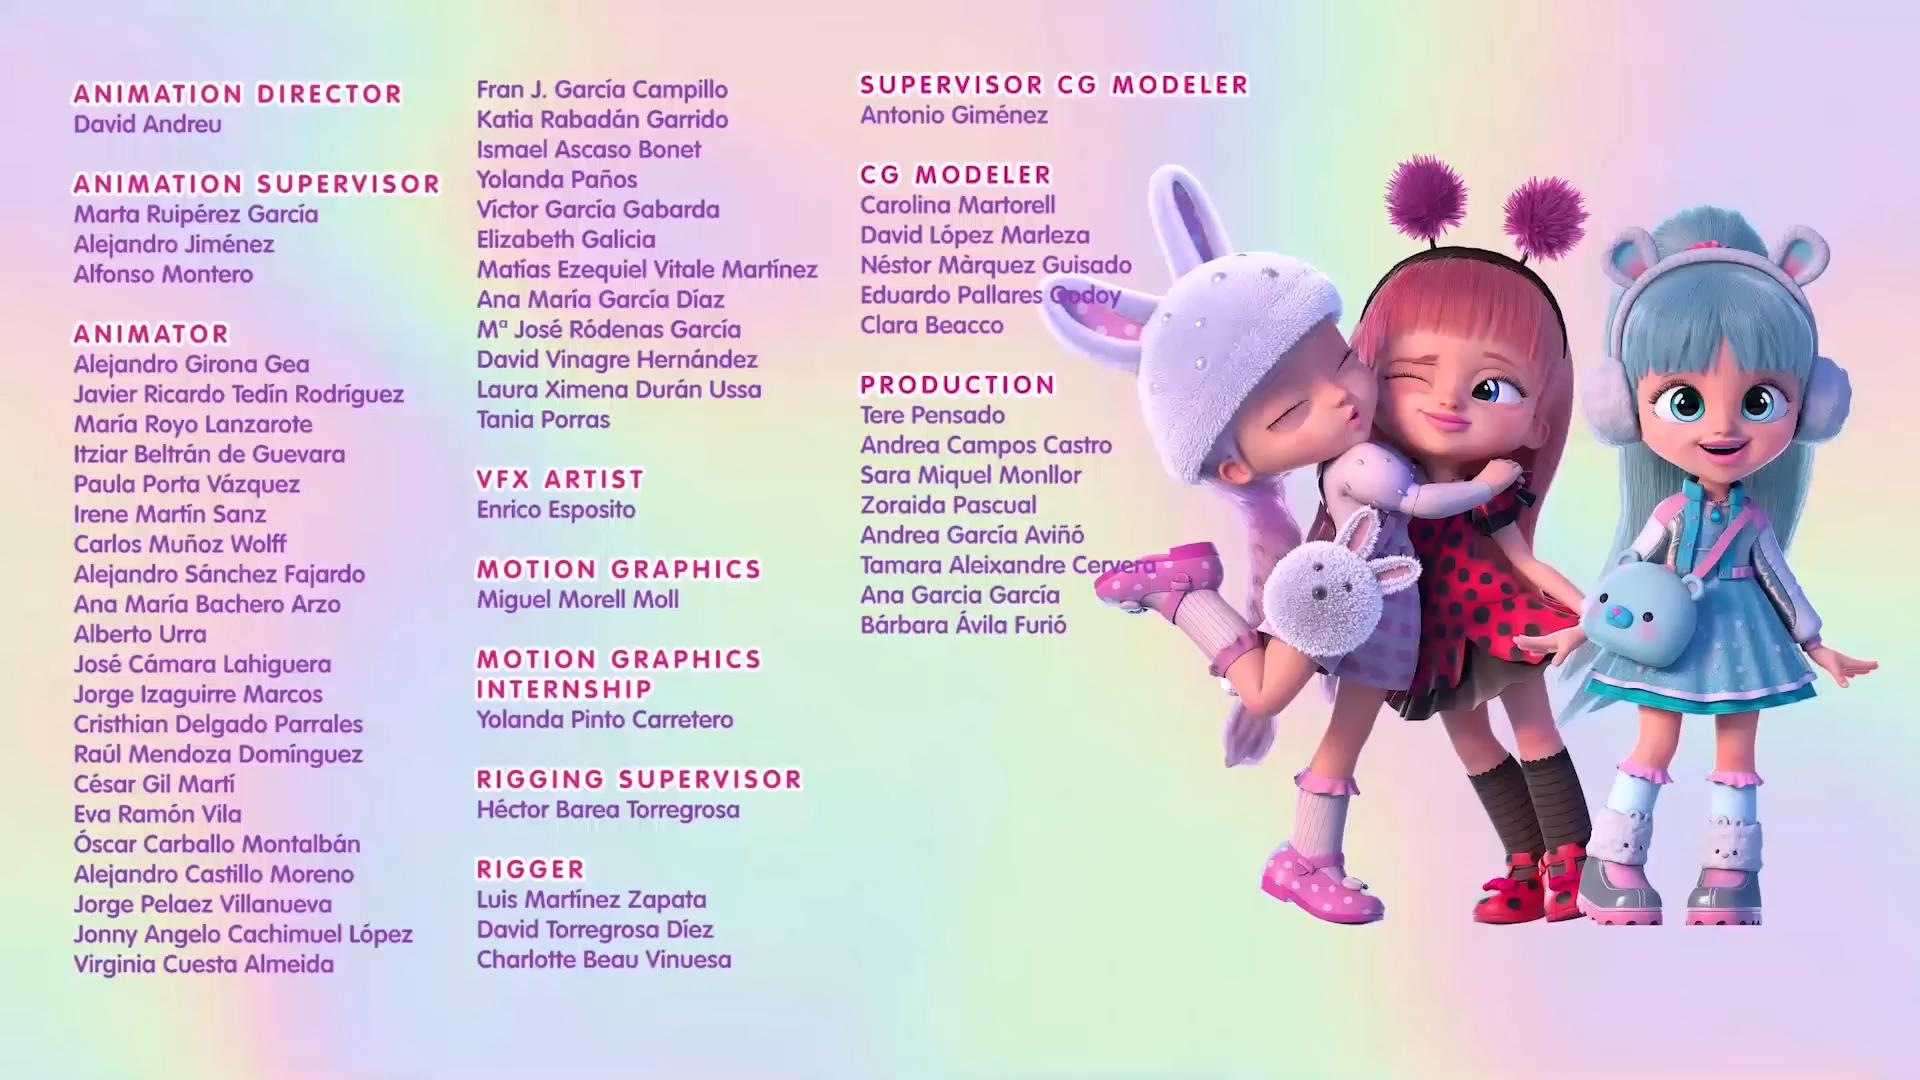 ANIMATION DIRECTOR
David Andreu
ANIMATION SUPERVISOR
Marta Ruipérez García
Alejandro Jiménez
Alfonso Montero
ANIMATOR
Alejandro Girona Gea
Javier Ricardo Tedín Rodríguez
María Royo Lanzarote
Itziar Beltrán de Guevara
Paula Porta Vázquez
Irene Martín Sanz
Carlos Muñoz Wolff
Alejandro Sánchez Fajardo
Ana María Bachero Arzo
Alberto Urra
José Cámara Lahiguera
Jorge Izaguirre Marcos
Cristhian Delgado Parrales
Raúl Mendoza Domínguez
César Gil Martí
Eva Ramón Vila
Óscar Carballo Montalbán
Alejandro Castillo Moreno
Jorge Pelaez Villanueva
Jonny Angelo Cachimuel López
Virginia Cuesta Almeida
Fran J. García Campillo
Katia Rabadán Garrido
Ismael Ascaso Bonet
Yolanda Paños
Víctor García Gabarda
Elizabeth Galicia
Matías Ezequiel Vitale Martínez
Ana María García Díaz
Mª José Ródenas García
David Vinagre Hernández
Laura Ximena Durán Ussa
Tania Porras
VFX ARTIST
Enrico Esposito
MOTION GRAPHICS
Miguel Morell Moll
MOTION GRAPHICS
INTERNSHIP
Yolanda Pinto Carretero
RIGGING SUPERVISOR
Héctor Barea Torregrosa
RIGGER
Luis Martínez Zapata
David Torregrosa Díez
Charlotte Beau Vinuesa
SUPERVISOR CG MODELER
Antonio Giménez
CG MODELER
Carolina Martorell
David López Marleza
Néstor Màrquez Guisado
Eduardo Pallares Godoy
Clara Beacco
PRODUCTION
Tere Pensado
Andrea Campos Castro
Sara Miquel Monllor
Zoraida Pascual
Andrea García Aviñó
Tamara Aleixandre Cervera
Ana Garcia García
Bárbara Ávila Furió